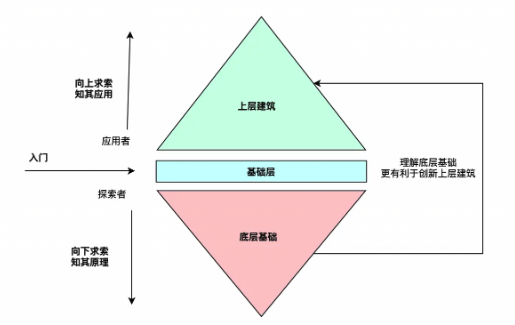 向上求索
知其应用
上层建筑
应用者
入门
基础层
理解底层基础
更有利于创新上层建筑
探索者
底层基础
向下求索
知其原理